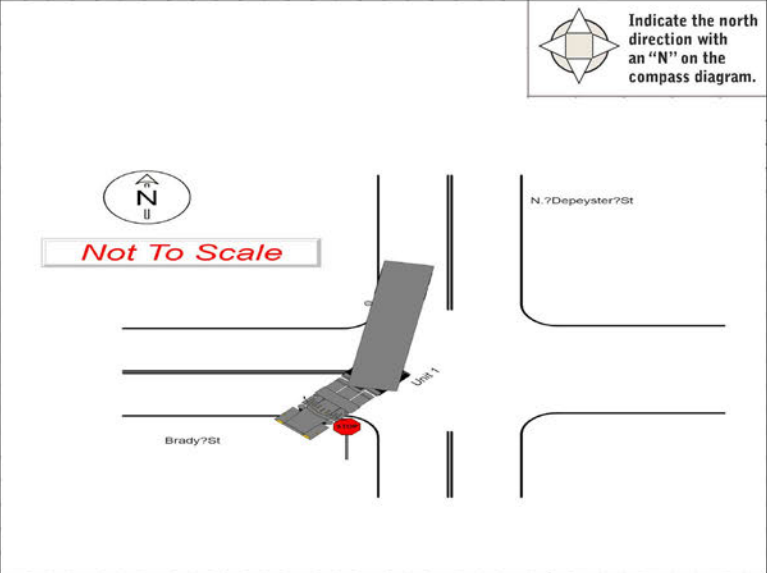 Indicate the north
direction with
an “N” on the
compass diagram.
N
N.?Depeyster?St
Not To Scale
Unit 1
STOP
Brady?St